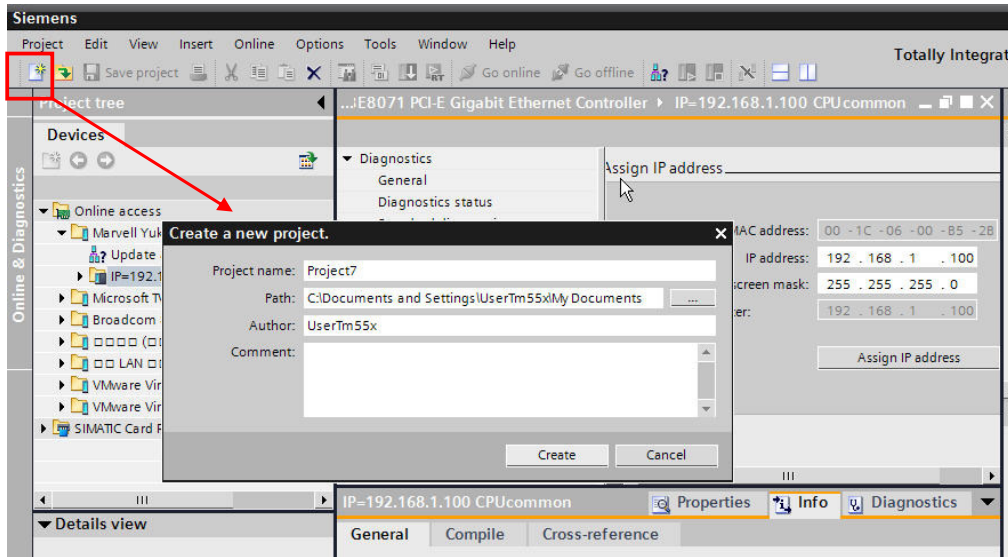 Siemens
Project Edit View Insert Online Options Tools Window Help
Totally Integrat
Save project
Go online
Go offline
Project tree
...:E8071 PCI-E Gigabit Ethernet Controller IP=192.168.1.100 CPUcommon
Devices
Online & Diagnostics
Online access
Marvell Yuk
Update
IP=192.1
Microsoft
Broadcom
LAN
VMware Vir
VMware Vir
SIMATIC Card
Diagnostics
General
Diagnostics status
Assign IP address
MAC address: 00 - 1C - 06 - 00 - B5 - 2B
IP address: 192 . 168 . 1 . 100
screen mask: 255 . 255 . 255 . 0
er: 192 . 168 . 1 . 100
Assign IP address
Create a new project.
Project name: Project7
Path: C:\Documents and Settings\UserTm55x\My Documents ...
Author: UserTm55x
Comment:
Create Cancel
IP=192.168.1.100 CPUcommon
Properties Info Diagnostics
Details view
General Compile Cross-reference